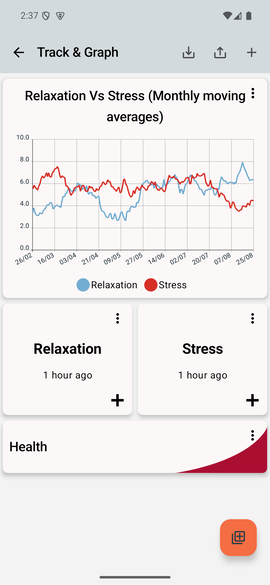 2:37
Track & Graph
Relaxation Vs Stress (Monthly moving
averages)
10.0
8.0
6.0
4.0
2.0
0.0
26/02 16/03 03/04 21/04 09/05 27/05 14/06 02/07 20/07 07/08 25/08
Relaxation Stress
Relaxation Stress
1 hour ago 1 hour ago
Health